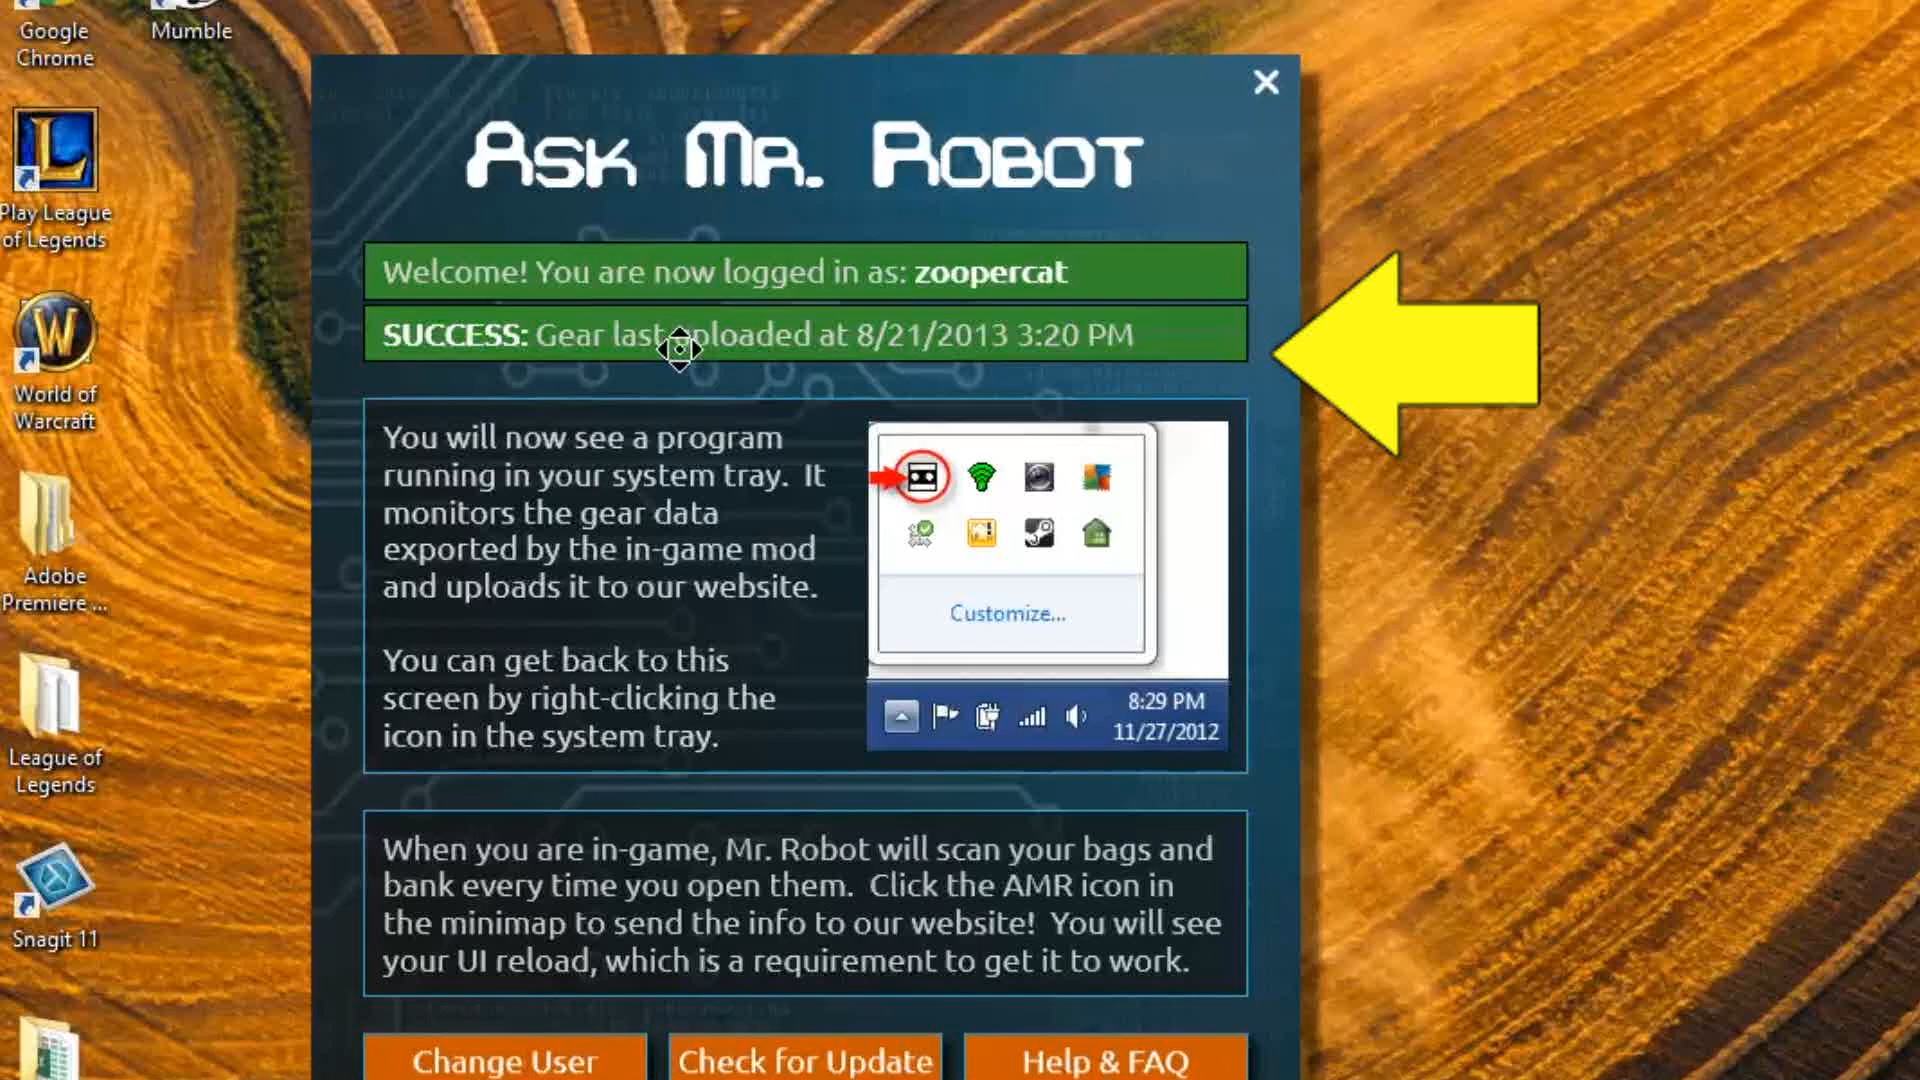 Google
Chrome
Mumble
Play League
of Legends
World of
Warcraft
Adobe
Premiere ...
League of
Legends
Snagit 11
Ask Mr. Robot
Welcome! You are now logged in as: zoopercat
SUCCESS: Gear last uploaded at 8/21/2013 3:20 PM
You will now see a program
running in your system tray. It
monitors the gear data
exported by the in-game mod
and uploads it to our website.
You can get back to this
screen by right-clicking the
icon in the system tray.
Customize...
8:29 PM
11/27/2012
When you are in-game, Mr. Robot will scan your bags and
bank every time you open them. Click the AMR icon in
the minimap to send the info to our website! You will see
your UI reload, which is a requirement to get it to work.
Change User
Check for Update
Help & FAQ